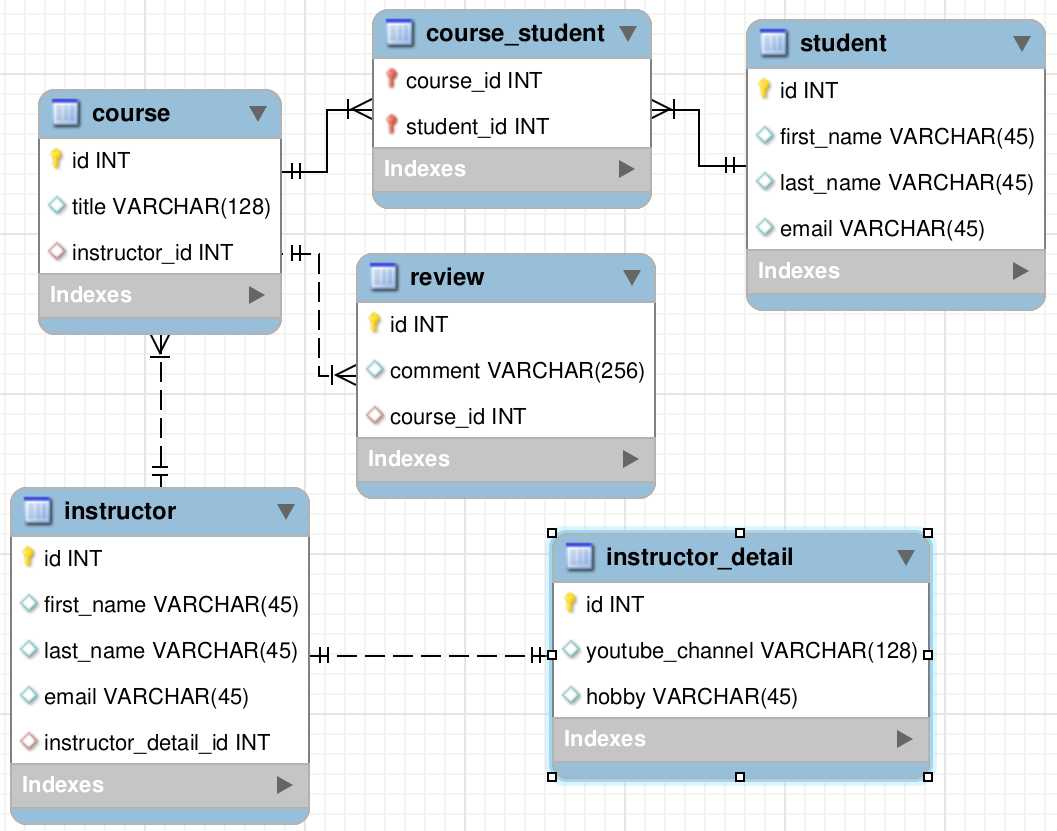 course_student
course_id INT
student_id INT
Indexes
student
id INT
first_name VARCHAR(45)
last_name VARCHAR(45)
email VARCHAR(45)
Indexes
course
id INT
title VARCHAR(128)
instructor_id INT
Indexes
review
id INT
comment VARCHAR(256)
course_id INT
Indexes
instructor
id INT
first_name VARCHAR(45)
last_name VARCHAR(45)
email VARCHAR(45)
instructor_detail_id INT
Indexes
instructor_detail
id INT
youtube_channel VARCHAR(128)
hobby VARCHAR(45)
Indexes